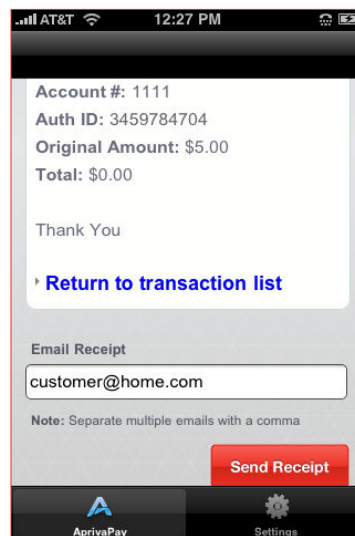 AT&T 12:27 PM
Account #: 1111
Auth ID: 3459784704
Original Amount: $5.00
Total: $0.00
Thank You
Return to transaction list
Email Receipt
customer@home.com
Note: Separate multiple emails with a comma
Send Receipt
AprivaPay Settings